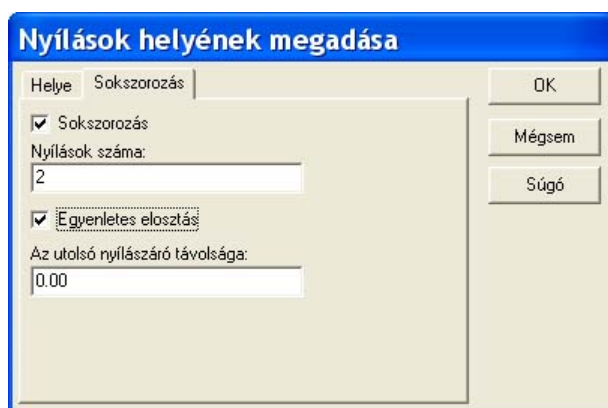 Nyílások helyének megadása
Helye Sokszorozás
OK
Sokszorozás
Mégsem
Nyílások száma:
2
Súgó
Egyenletes elosztás
Az utolsó nyílászáró távolsága:
0.00